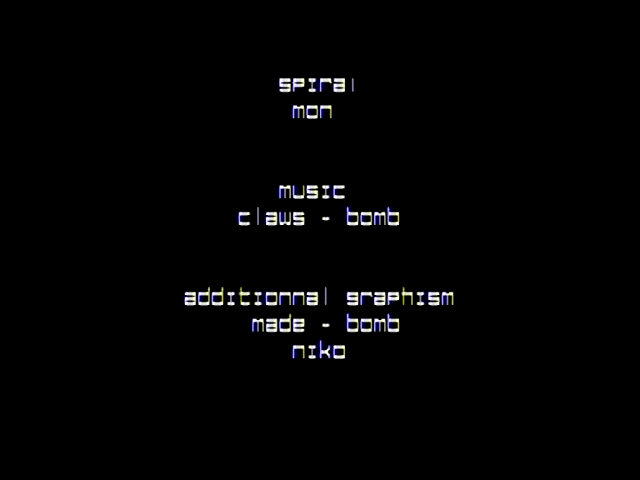 spiral
mon
music
claws - bomb
additionnal graphism
made - bomb
niko